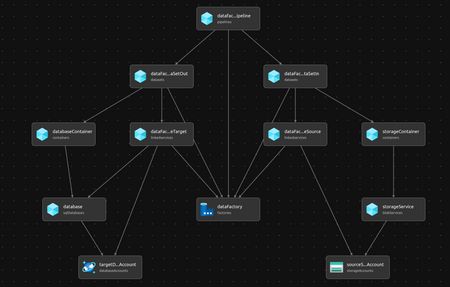 dataFac...ipeline
pipelines
dataFac...aSetOut
datasets
dataFac...taSetIn
datasets
databaseContainer
containers
dataFac...eTarget
linkedservices
dataFac...eSource
linkedservices
storageContainer
containers
database
sqlDatabases
dataFactory
factories
storageService
blobServices
targetD...Account
databaseAccounts
sourceS...Account
storageAccounts